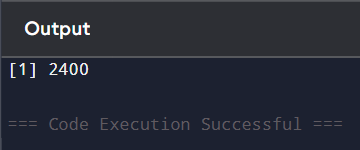 Output
[1] 2400
=== Code Execution Successful ===